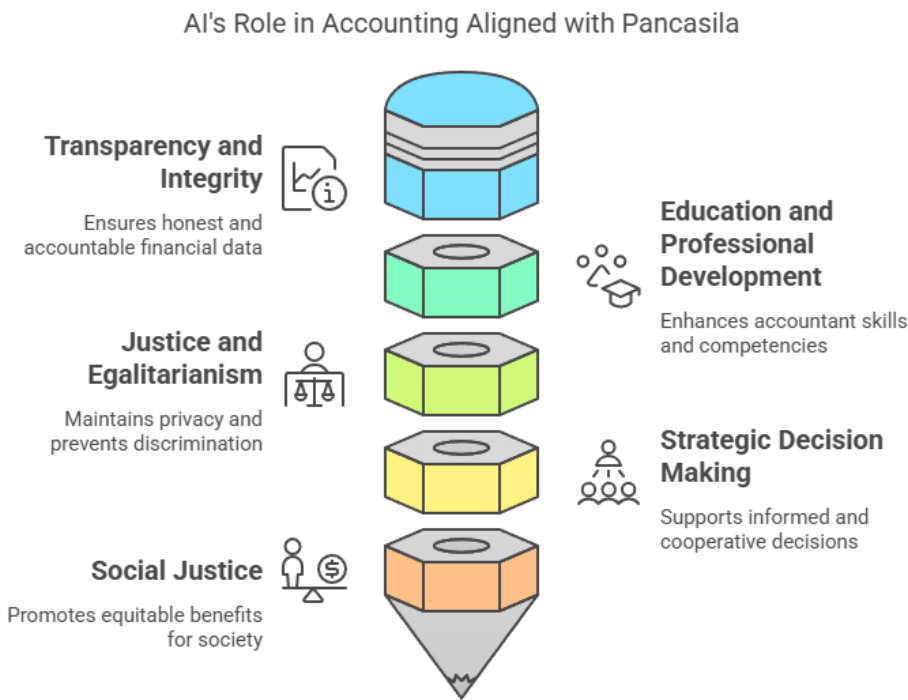 AI's Role in Accounting Aligned with Pancasila
Transparency and
Integrity
Ensures honest and
accountable financial data
Education and
Professional
Development
Enhances accountant skills
and competencies
Justice and
Egalitarianism
Maintains privacy and
prevents discrimination
Strategic Decision
Making
Supports informed and
cooperative decisions
Social Justice
Promotes equitable benefits
for society